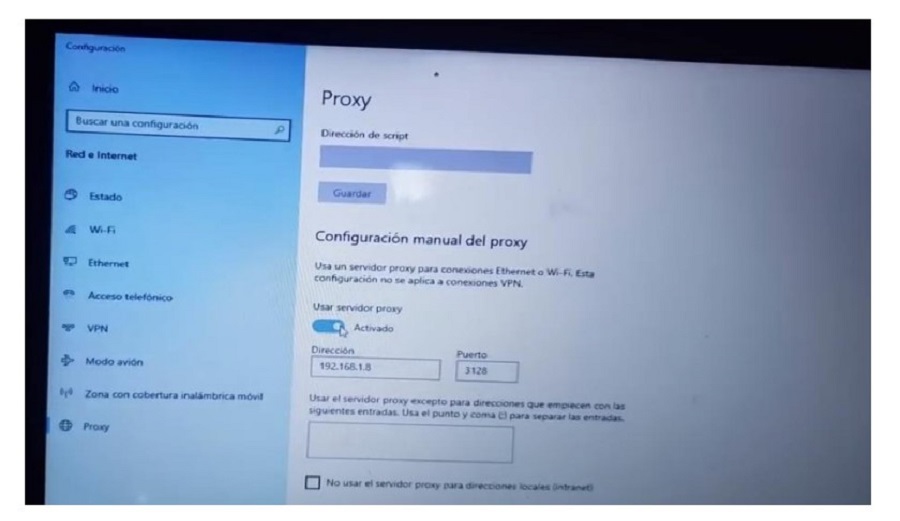 Configuración
Inicio
Buscar una configuración
Red e Internet
Estado
Wi-Fi
Ethernet
Acceso telefónico
VPN
Modo avión
Zona con cobertura inalámbrica móvil
Proxy
Proxy
Dirección de script
Guardar
Configuración manual del proxy
Usa un servidor proxy para conexiones Ethernet o Wi-Fi. Esta
configuración no se aplica a conexiones VPN.
Usar servidor proxy
Activado
Dirección
Puerto
192.168.1.8
3128
Usar el servidor proxy excepto para direcciones que empiecen con las
siguientes entradas. Usa el punto y coma (;) para separar las entradas.
No usar el servidor proxy para direcciones locales (intranet)